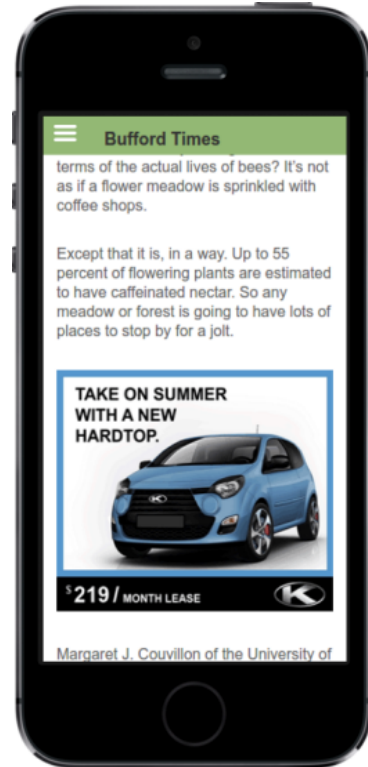 Bufford Times
terms of the actual lives of bees? It's not
as if a flower meadow is sprinkled with
coffee shops.
Except that it is, in a way. Up to 55
percent of flowering plants are estimated
to have caffeinated nectar. So any
meadow or forest is going to have lots of
places to stop by for a jolt.
TAKE ON SUMMER
WITH A NEW
HARDTOP.
$219/ MONTH LEASE
K
Margaret J. Couvillon of the University of